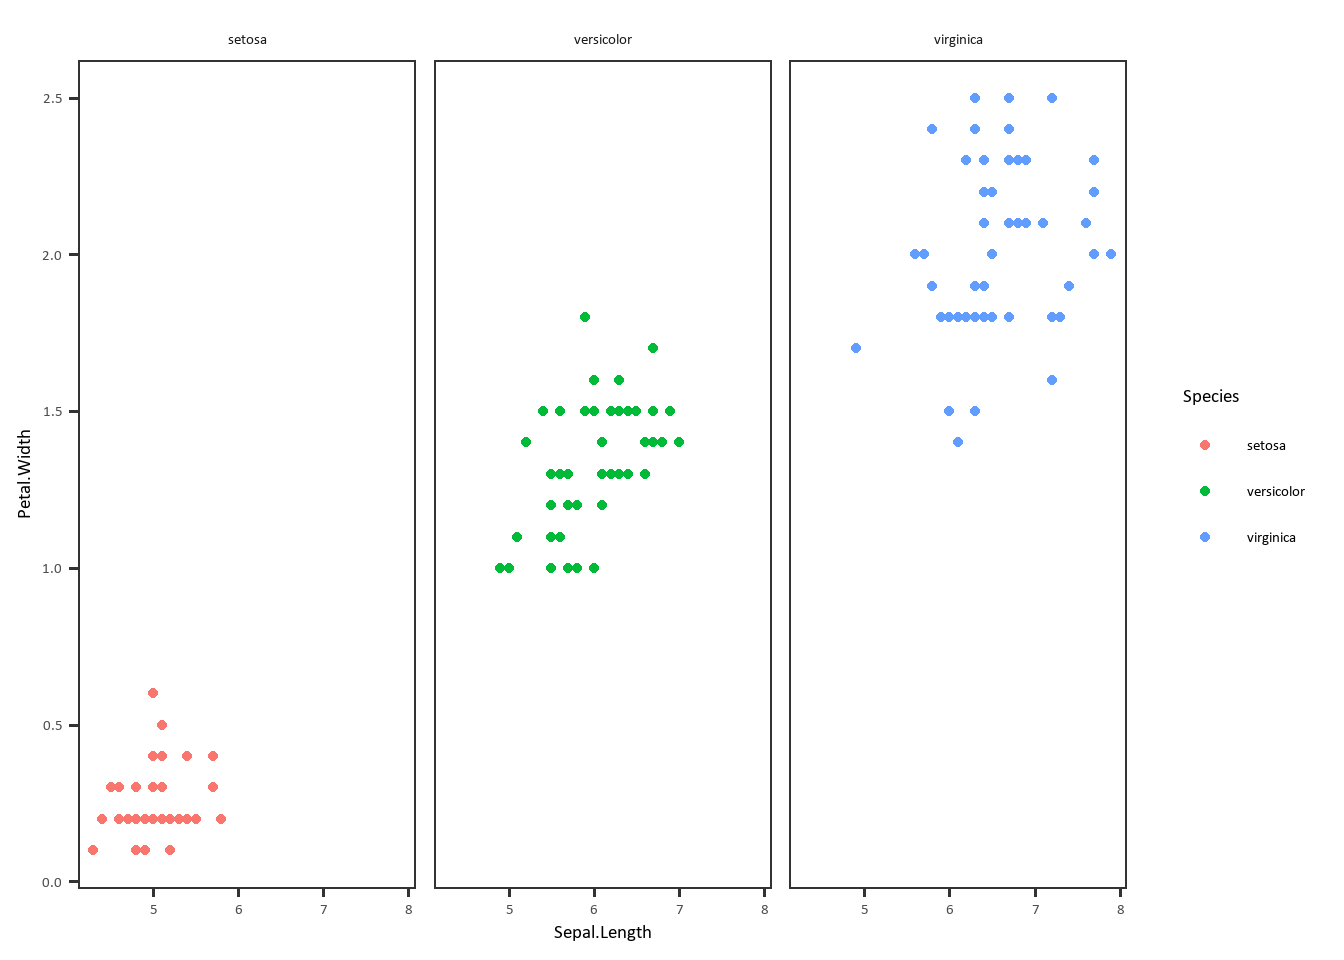 setosa
versicolor
virginica
2.5
2.0
1.5
1.0
0.5
0.0
Petal.Width
5 6 7 8
5 6 7 8
5 6 7 8
Sepal.Length
Species
setosa
versicolor
virginica